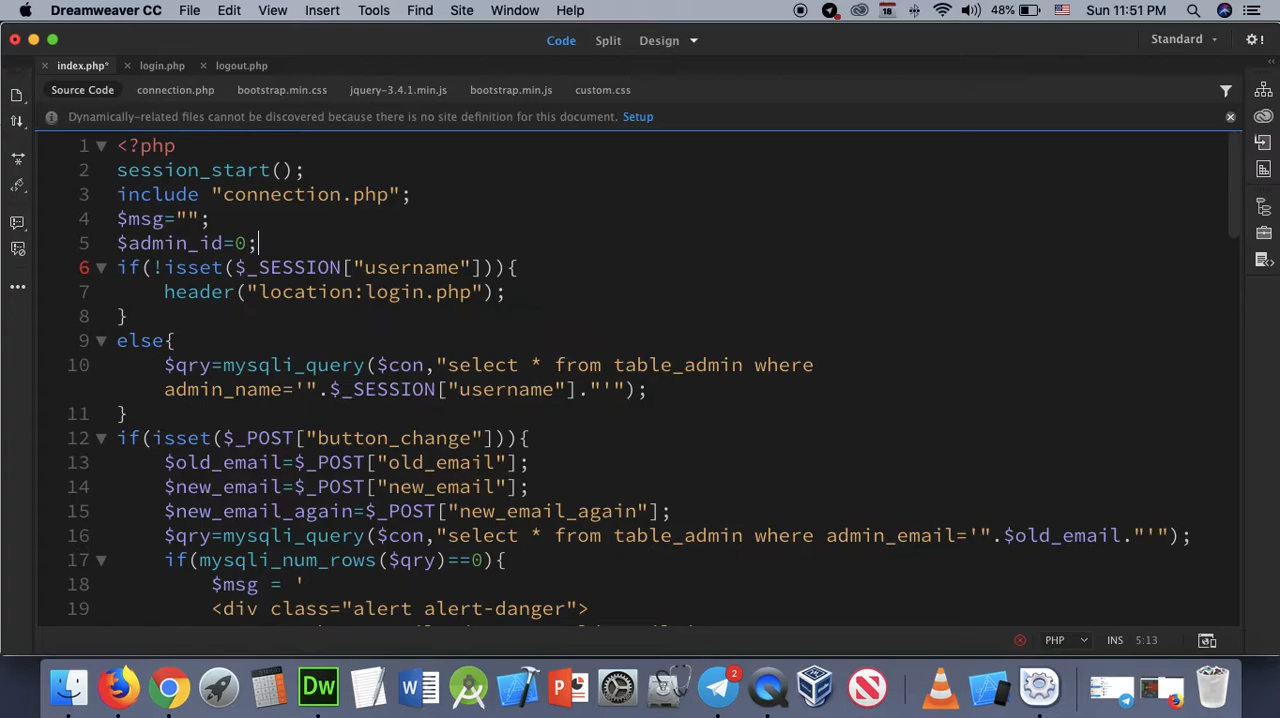 Dreamweaver CC File Edit View Insert Tools Find Site Window Help 18 48% Sun 11:51 PM
Code Split Design Standard
index.php* login.php logout.php
Source Code connection.php bootstrap.min.css jquery-3.4.1.min.js bootstrap.min.js custom.css
Dynamically-related files cannot be discovered because there is no site definition for this document. Setup
1 <?php
2 session_start();
3 include "connection.php";
4 $msg="";
5 $admin_id=0;
6 if(!isset($_SESSION["username"])){
7 header("location:login.php");
8 }
9 else{
10 $qry=mysqli_query($con,"select * from table_admin where
admin_name='".$_SESSION["username"]."'");
11 }
12 if(isset($_POST["button_change"])){
13 $old_email=$_POST["old_email"];
14 $new_email=$_POST["new_email"];
15 $new_email_again=$_POST["new_email_again"];
16 $qry=mysqli_query($con,"select * from table_admin where admin_email='".$old_email."'");
17 if(mysqli_num_rows($qry)==0){
18 $msg = '
19 <div class="alert alert-danger">
PHP INS 5:13
Dw W P 2